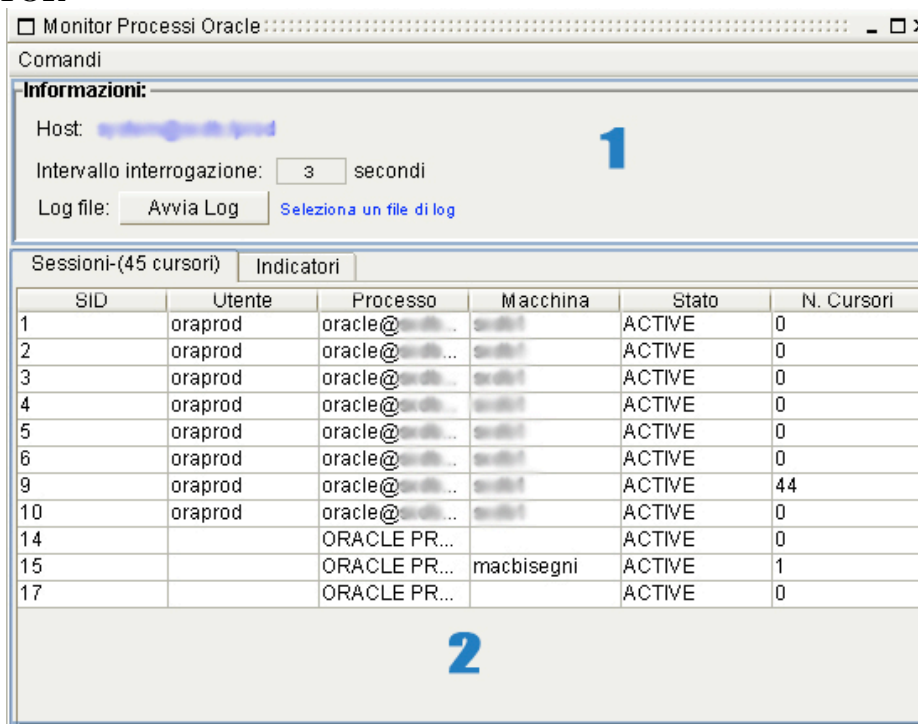 Monitor Processi Oracle
Comandi
Informazioni:
Host:
1
Intervallo interrogazione: 3 secondi
Log file: Avvia Log Seleziona un file di log
Sessioni-(45 cursori) Indicatori
SID Utente Processo Macchina Stato N. Cursori
1 oraprod oracle@ ... ACTIVE 0
2 oraprod oracle@ ... ACTIVE 0
3 oraprod oracle@ ... ACTIVE 0
4 oraprod oracle@ ... ACTIVE 0
5 oraprod oracle@ ... ACTIVE 0
6 oraprod oracle@ ... ACTIVE 0
9 oraprod oracle@ ... ACTIVE 44
10 oraprod oracle@ ... ACTIVE 0
14 ORACLE PR... ACTIVE 0
15 ORACLE PR... macbisegni ACTIVE 1
17 ORACLE PR... ACTIVE 0
2